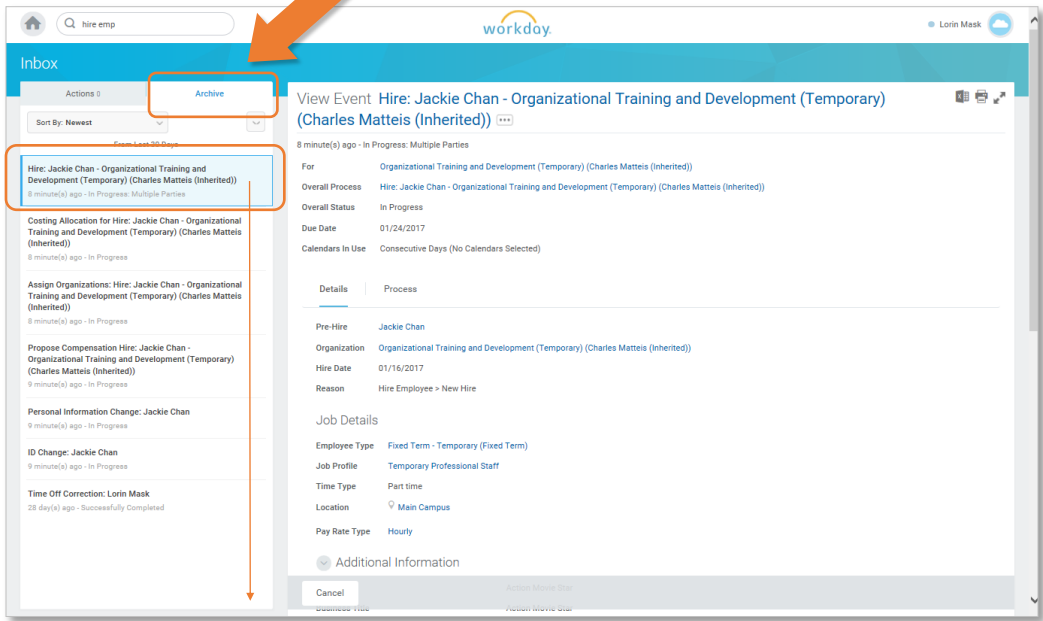 hire emp
workday.
Lorin Mask
Inbox
Actions 0
Archive
Sort By: Newest
From Last 30 Days
Hire: Jackie Chan - Organizational Training and
Development (Temporary) (Charles Matteis (Inherited))
8 minute(s) ago - In Progress: Multiple Parties
Costing Allocation for Hire: Jackie Chan - Organizational
Training and Development (Temporary) (Charles Matteis
(Inherited))
8 minute(s) ago - In Progress
Assign Organizations: Hire: Jackie Chan - Organizational
Training and Development (Temporary) (Charles Matteis
(Inherited))
8 minute(s) ago - In Progress
Propose Compensation Hire: Jackie Chan -
Organizational Training and Development (Temporary)
(Charles Matteis (Inherited))
9 minute(s) ago - In Progress
Personal Information Change: Jackie Chan
9 minute(s) ago - In Progress
ID Change: Jackie Chan
9 minute(s) ago - In Progress
Time Off Correction: Lorin Mask
28 day(s) ago - Successfully Completed
View Event Hire: Jackie Chan - Organizational Training and Development (Temporary)
(Charles Matteis (Inherited))
8 minute(s) ago - In Progress: Multiple Parties
For Organizational Training and Development (Temporary) (Charles Matteis (Inherited))
Overall Process Hire: Jackie Chan - Organizational Training and Development (Temporary) (Charles Matteis (Inherited))
Overall Status In Progress
Due Date 01/24/2017
Calendars In Use Consecutive Days (No Calendars Selected)
Details Process
Pre-Hire Jackie Chan
Organization Organizational Training and Development (Temporary) (Charles Matteis (Inherited))
Hire Date 01/16/2017
Reason Hire Employee > New Hire
Job Details
Employee Type Fixed Term - Temporary (Fixed Term)
Job Profile Temporary Professional Staff
Time Type Part time
Location Main Campus
Pay Rate Type Hourly
Additional Information
Cancel
Action Movie Star
Business Title Action Movie Star